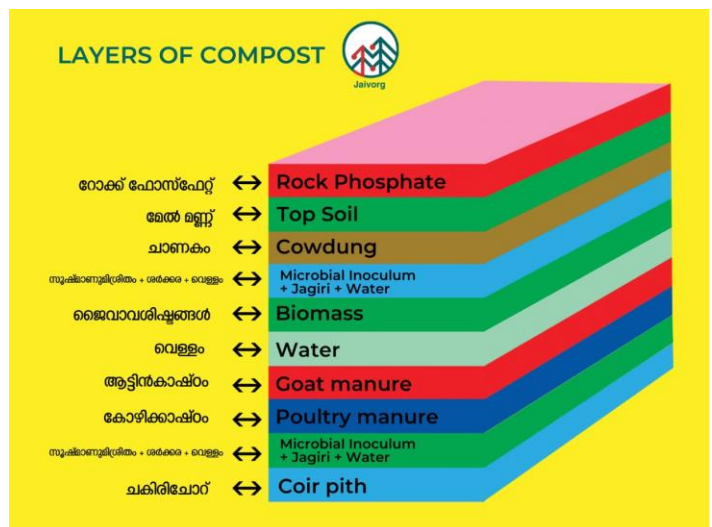 LAYERS OF COMPOST
Jaivorg
റോക്ക് ഫോസ്ഫേറ്റ് ↔ Rock Phosphate
മേൽ മണ്ണ് ↔ Top Soil
ചാണകം ↔ Cowdung
സൂഷ്മാണുമിശ്രിതം + ശർക്കര + വെള്ളം ↔ Microbial Inoculum
+ Jagiri + Water
ജൈവാവശിഷ്ടങ്ങൾ ↔ Biomass
വെള്ളം ↔ Water
ആട്ടിൻകാഷ്ഠം ↔ Goat manure
കോഴിക്കാഷ്ഠം ↔ Poultry manure
സൂഷ്മാണുമിശ്രിതം + ശർക്കര + വെള്ളം ↔ Microbial Inoculum
+ Jagiri + Water
ചകിരിചോറ് ↔ Coir pith